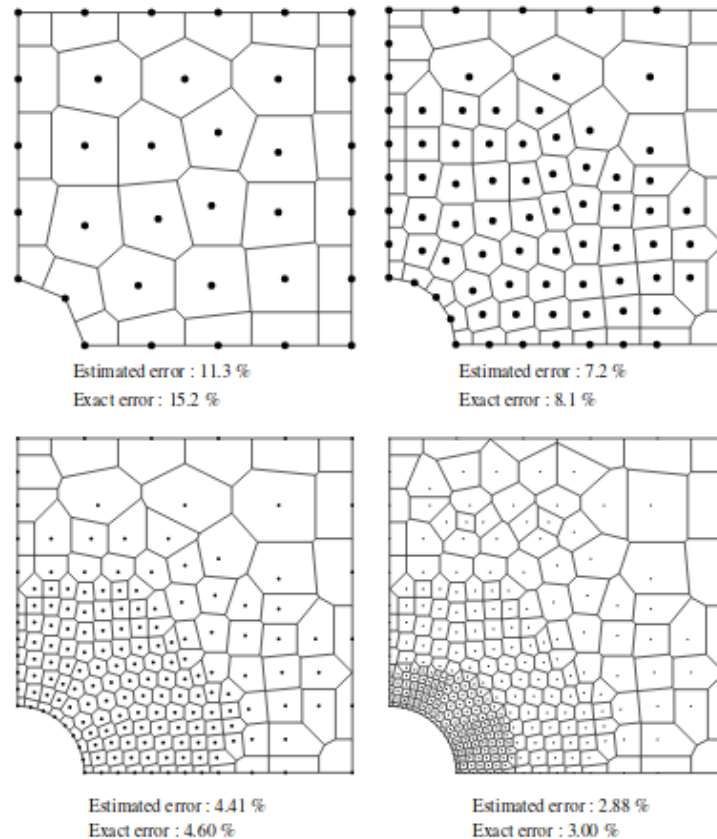 Estimated error : 11.3 %
Exact error : 15.2 %
Estimated error : 7.2 %
Exact error : 8.1 %
Estimated error : 4.41 %
Exact error : 4.60 %
Estimated error : 2.88 %
Exact error : 3.00 %